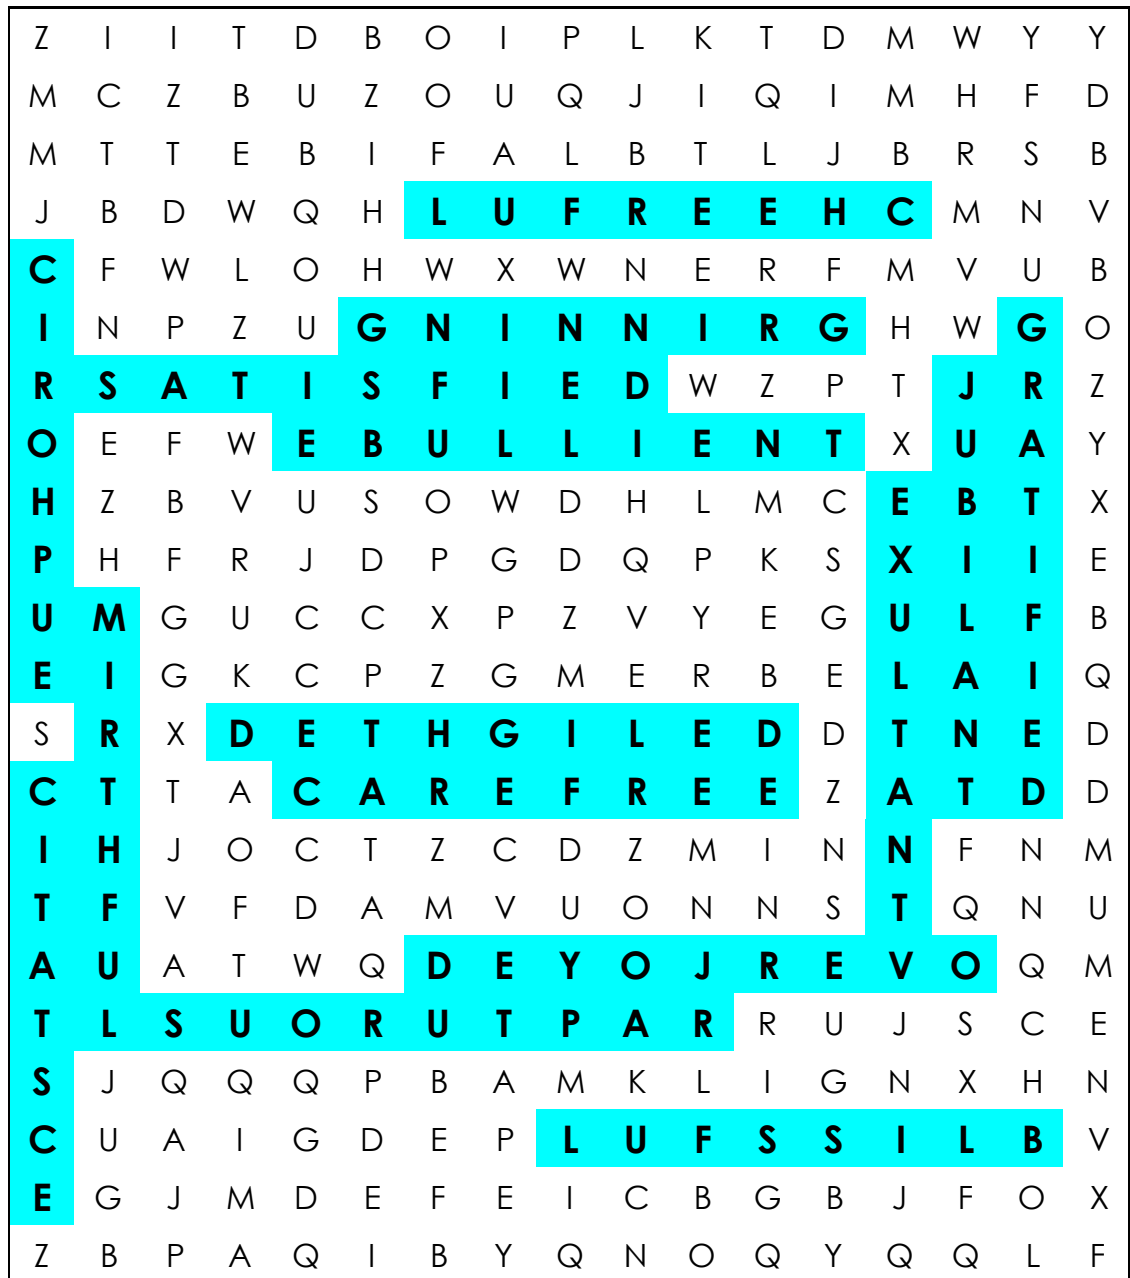 Z I I T D B O I P L K T D M W Y Y
M C Z B U Z O U Q J I Q I M H F D
M T T E B I F A L B T L J B R S B
J B D W Q H L U F R E E H C M N V
C F W L O H W X W N E R F M V U B
I N P Z U G N I N N I R G H W G O
R S A T I S F I E D W Z P T J R Z
O E F W E B U L L I E N T X U A Y
H Z B V U S O W D H L M C E B T X
P H F R J D P G D Q P K S X I I E
U M G U C C X P Z V Y E G U L F B
E I G K C P Z G M E R B E L A I Q
S R X D E T H G I L E D D T N E D
C T T A C A R E F R E E Z A T D D
I H J O C T Z C D Z M I N N F N M
T F V F D A M V U O N N S T Q N U
A U A T W Q D E Y O J R E V O Q M
T L S U O R U T P A R R U J S C E
S J Q Q Q P B A M K L I G N X H N
C U A I G D E P L U F S S I L B V
E G J M D E F E I C B G B J F O X
Z B P A Q I B Y Q N O Q Y Q Q L F